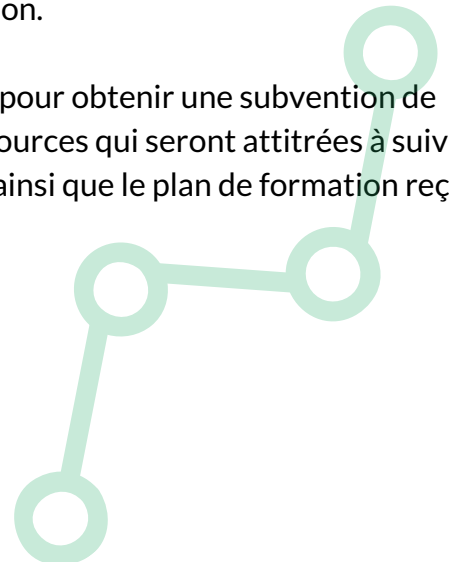 on.
pour obtenir une subvention de
ources qui seront attitrées à suiv
ainsi que le plan de formation reç